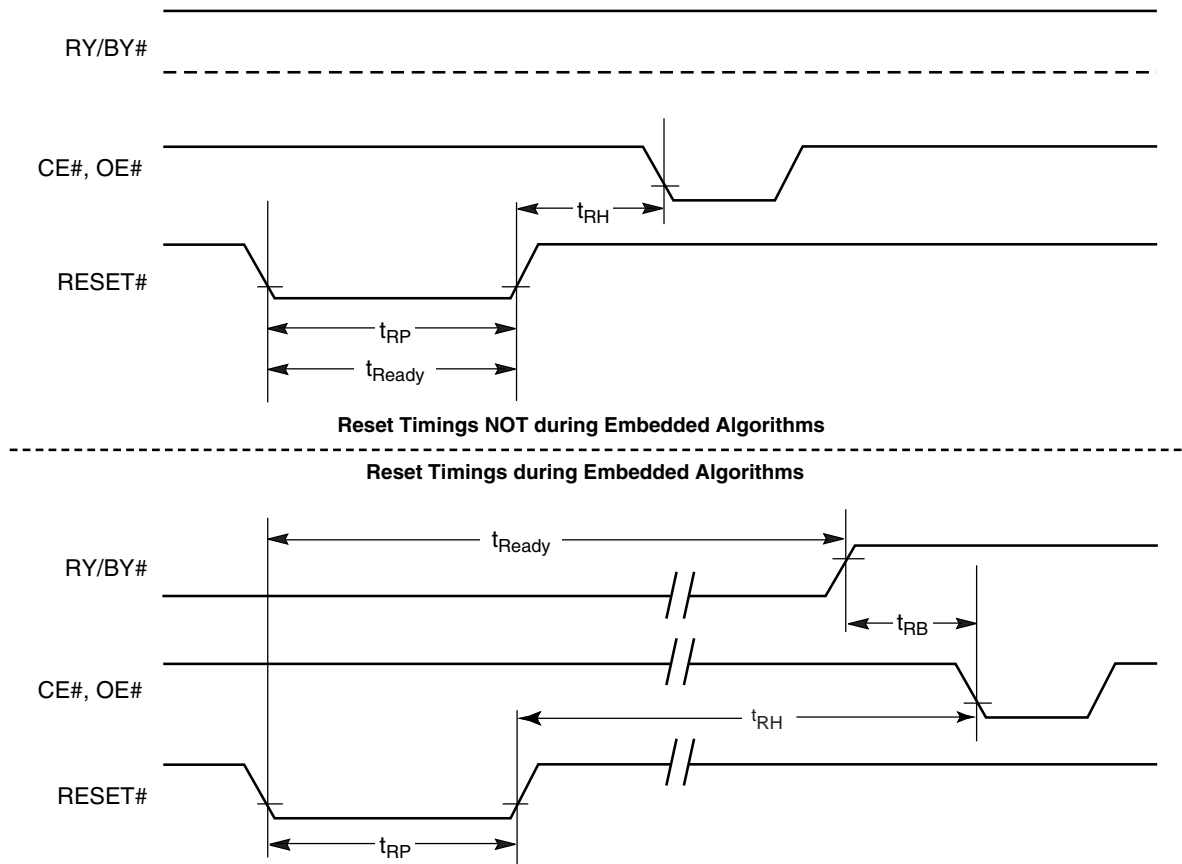 RY/BY#
CE#, OE#
tRH
RESET#
tRP
tReady
Reset Timings NOT during Embedded Algorithms
Reset Timings during Embedded Algorithms
tReady
RY/BY#
tRB
CE#, OE#
tRH
RESET#
tRP